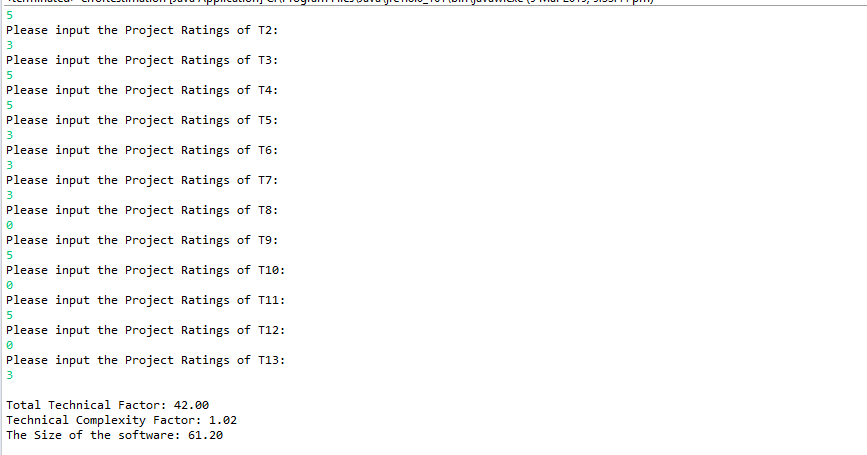 5
Please input the Project Ratings of T2:
3
Please input the Project Ratings of T3:
5
Please input the Project Ratings of T4:
5
Please input the Project Ratings of T5:
3
Please input the Project Ratings of T6:
3
Please input the Project Ratings of T7:
3
Please input the Project Ratings of T8:
0
Please input the Project Ratings of T9:
5
Please input the Project Ratings of T10:
0
Please input the Project Ratings of T11:
5
Please input the Project Ratings of T12:
0
Please input the Project Ratings of T13:
3
Total Technical Factor: 42.00
Technical Complexity Factor: 1.02
The Size of the software: 61.20